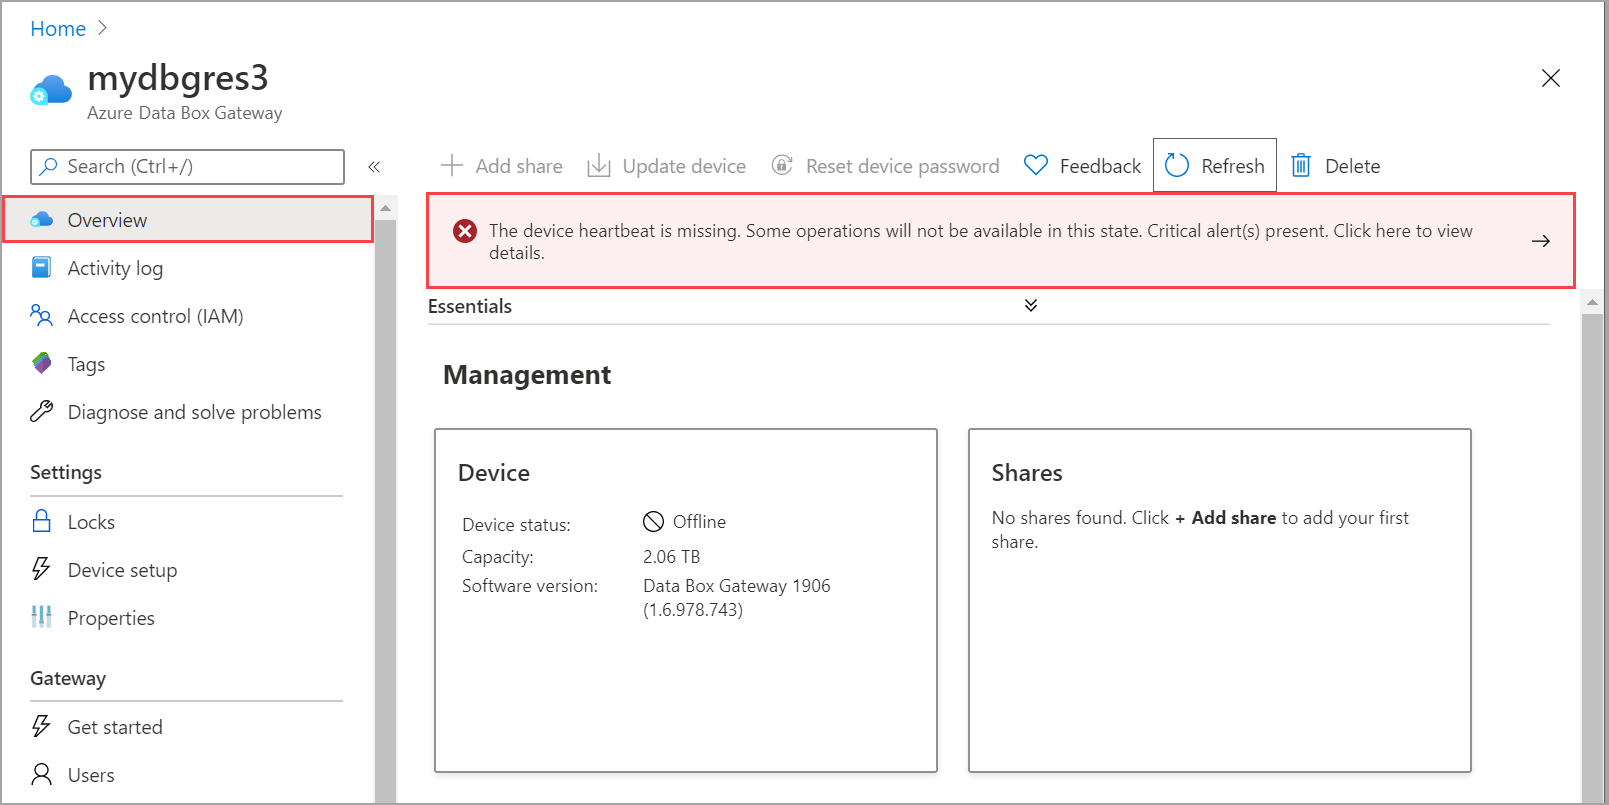 Home
mydbgres3
Azure Data Box Gateway
Search (Ctrl+/)
Add share
Update device
Reset device password
Feedback
Refresh
Delete
Overview
Activity log
Access control (IAM)
Tags
Diagnose and solve problems
Settings
Locks
Device setup
Properties
Gateway
Get started
Users
The device heartbeat is missing. Some operations will not be available in this state. Critical alert(s) present. Click here to view
details.
Essentials
Management
Device
Device status: Offline
Capacity: 2.06 TB
Software version: Data Box Gateway 1906
(1.6.978.743)
Shares
No shares found. Click + Add share to add your first
share.